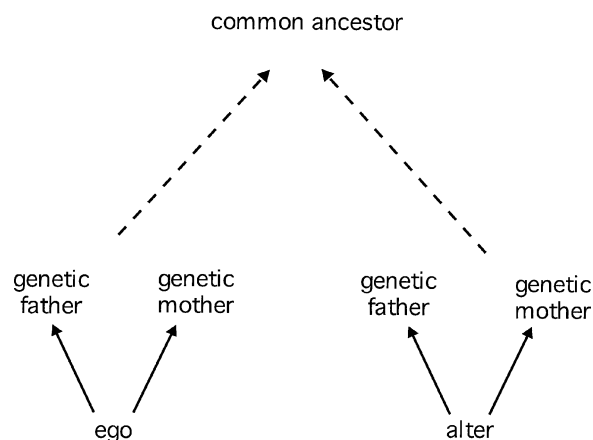 common ancestor
genetic
father
genetic
mother
genetic
father
genetic
mother
ego
alter